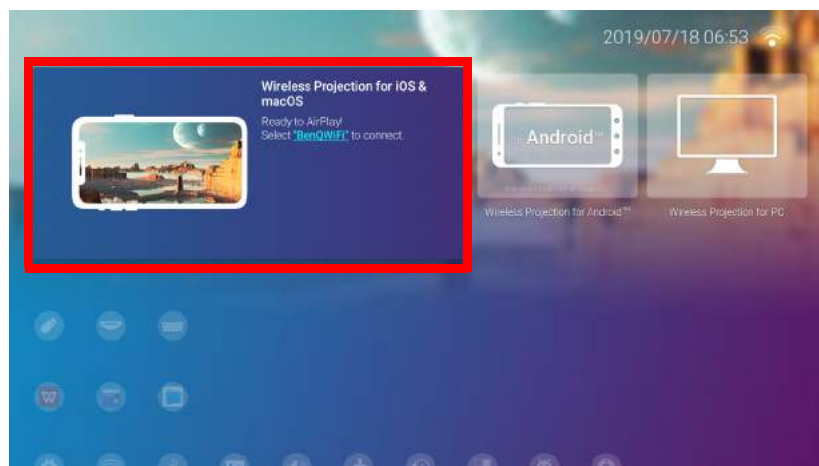 2019/07/18 06:53
Wireless Projection for iOS &
macOS
Ready to AirPlay!
Select "BenQWiFi" to connect.
Android™
Wireless Projection for Android™
Wireless Projection for PC